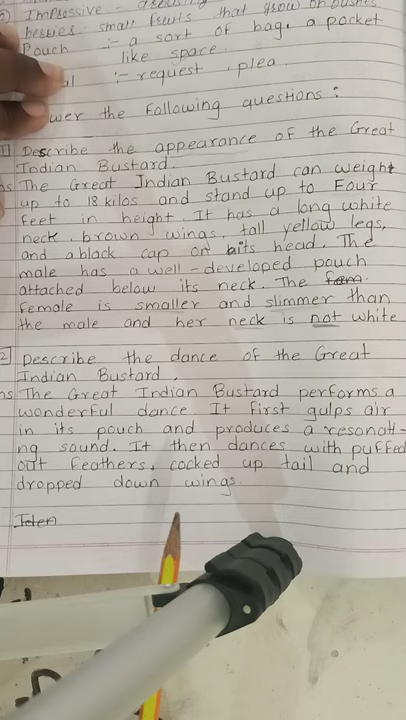 Impressive - arousing
berries - small fruits that grow on bushes
Pouch :- a sort of bag, a pocket
like space.
:- request, plea.
wer the following questions :
1] Describe the appearance of the Great
Indian Bustard.
ns The Great Indian Bustard can weight
up to 18 kilos and stand up to Four
feet in height. It has a long white
neck, brown wings, tall yellow legs,
and a black cap on its head. The
male has a well-developed pouch
attached below its neck. The fem.
female is smaller and slimmer than
the male and her neck is not white
2] Describe the dance of the Great
Indian Bustard.
ns The Great Indian Bustard performs a
wonderful dance It first gulps air
in its pouch and produces a resonati-
ng sound. It then dances with puffed
out feathers, cocked up tail and
dropped down wings.
Iden